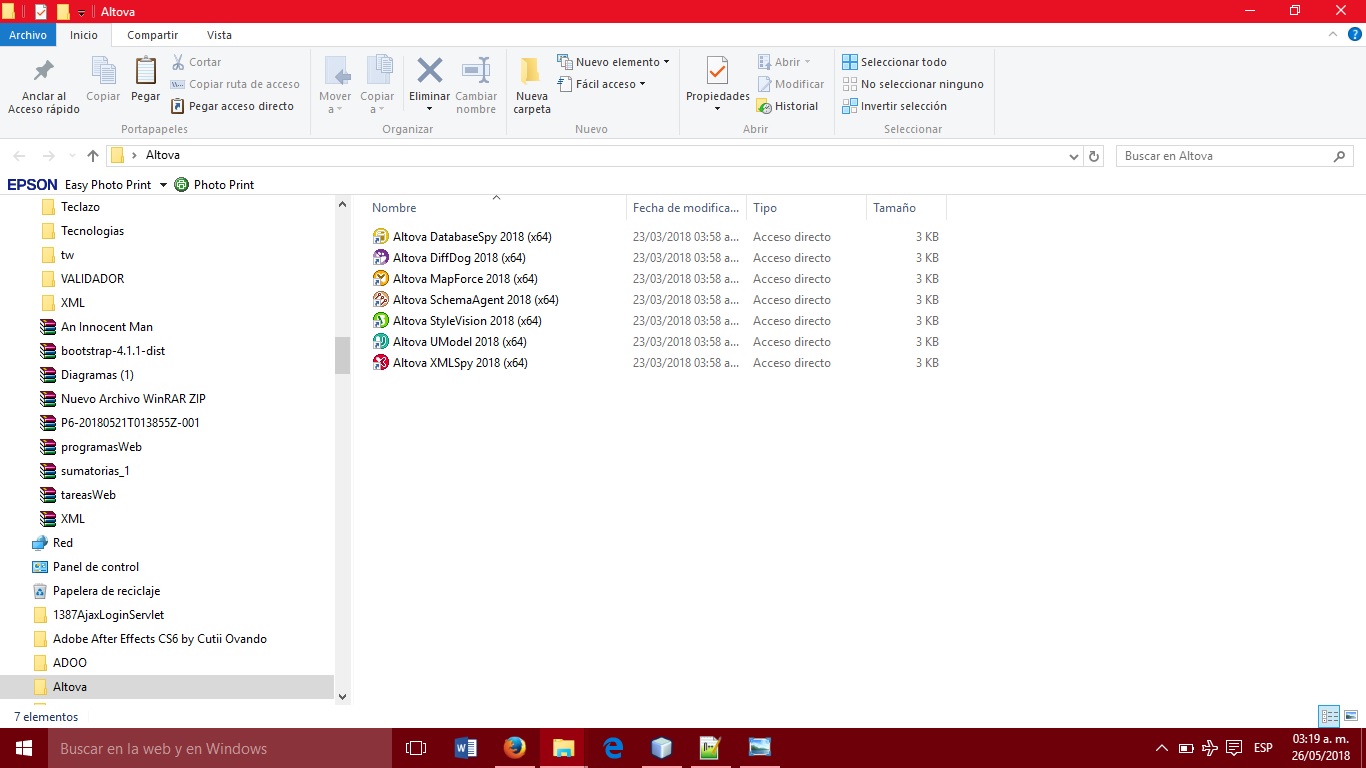 Altova
Archivo Inicio Compartir Vista
Anclar al Acceso rápido
Copiar
Pegar
Cortar
Copiar ruta de acceso
Pegar acceso directo
Portapapeles
Mover a
Copiar a
Eliminar
Cambiar nombre
Organizar
Nueva carpeta
Nuevo elemento
Fácil acceso
Nuevo
Propiedades
Abrir
Modificar
Historial
Abrir
Seleccionar todo
No seleccionar ninguno
Invertir selección
Seleccionar
Altova
Buscar en Altova
EPSON Easy Photo Print Photo Print
Teclazo
Tecnologias
tw
VALIDADOR
XML
An Innocent Man
bootstrap-4.1.1-dist
Diagramas (1)
Nuevo Archivo WinRAR ZIP
P6-20180521T013855Z-001
programasWeb
sumatorias_1
tareasWeb
XML
Red
Panel de control
Papelera de reciclaje
1387AjaxLoginServlet
Adobe After Effects CS6 by Cutii Ovando
ADOO
Altova
Nombre Fecha de modifica... Tipo Tamaño
Altova DatabaseSpy 2018 (x64) 23/03/2018 03:58 a... Acceso directo 3 KB
Altova DiffDog 2018 (x64) 23/03/2018 03:58 a... Acceso directo 3 KB
Altova MapForce 2018 (x64) 23/03/2018 03:58 a... Acceso directo 3 KB
Altova SchemaAgent 2018 (x64) 23/03/2018 03:58 a... Acceso directo 3 KB
Altova StyleVision 2018 (x64) 23/03/2018 03:58 a... Acceso directo 3 KB
Altova UModel 2018 (x64) 23/03/2018 03:58 a... Acceso directo 3 KB
Altova XMLSpy 2018 (x64) 23/03/2018 03:58 a... Acceso directo 3 KB
7 elementos
Buscar en la web y en Windows
ESP
03:19 a. m.
26/05/2018